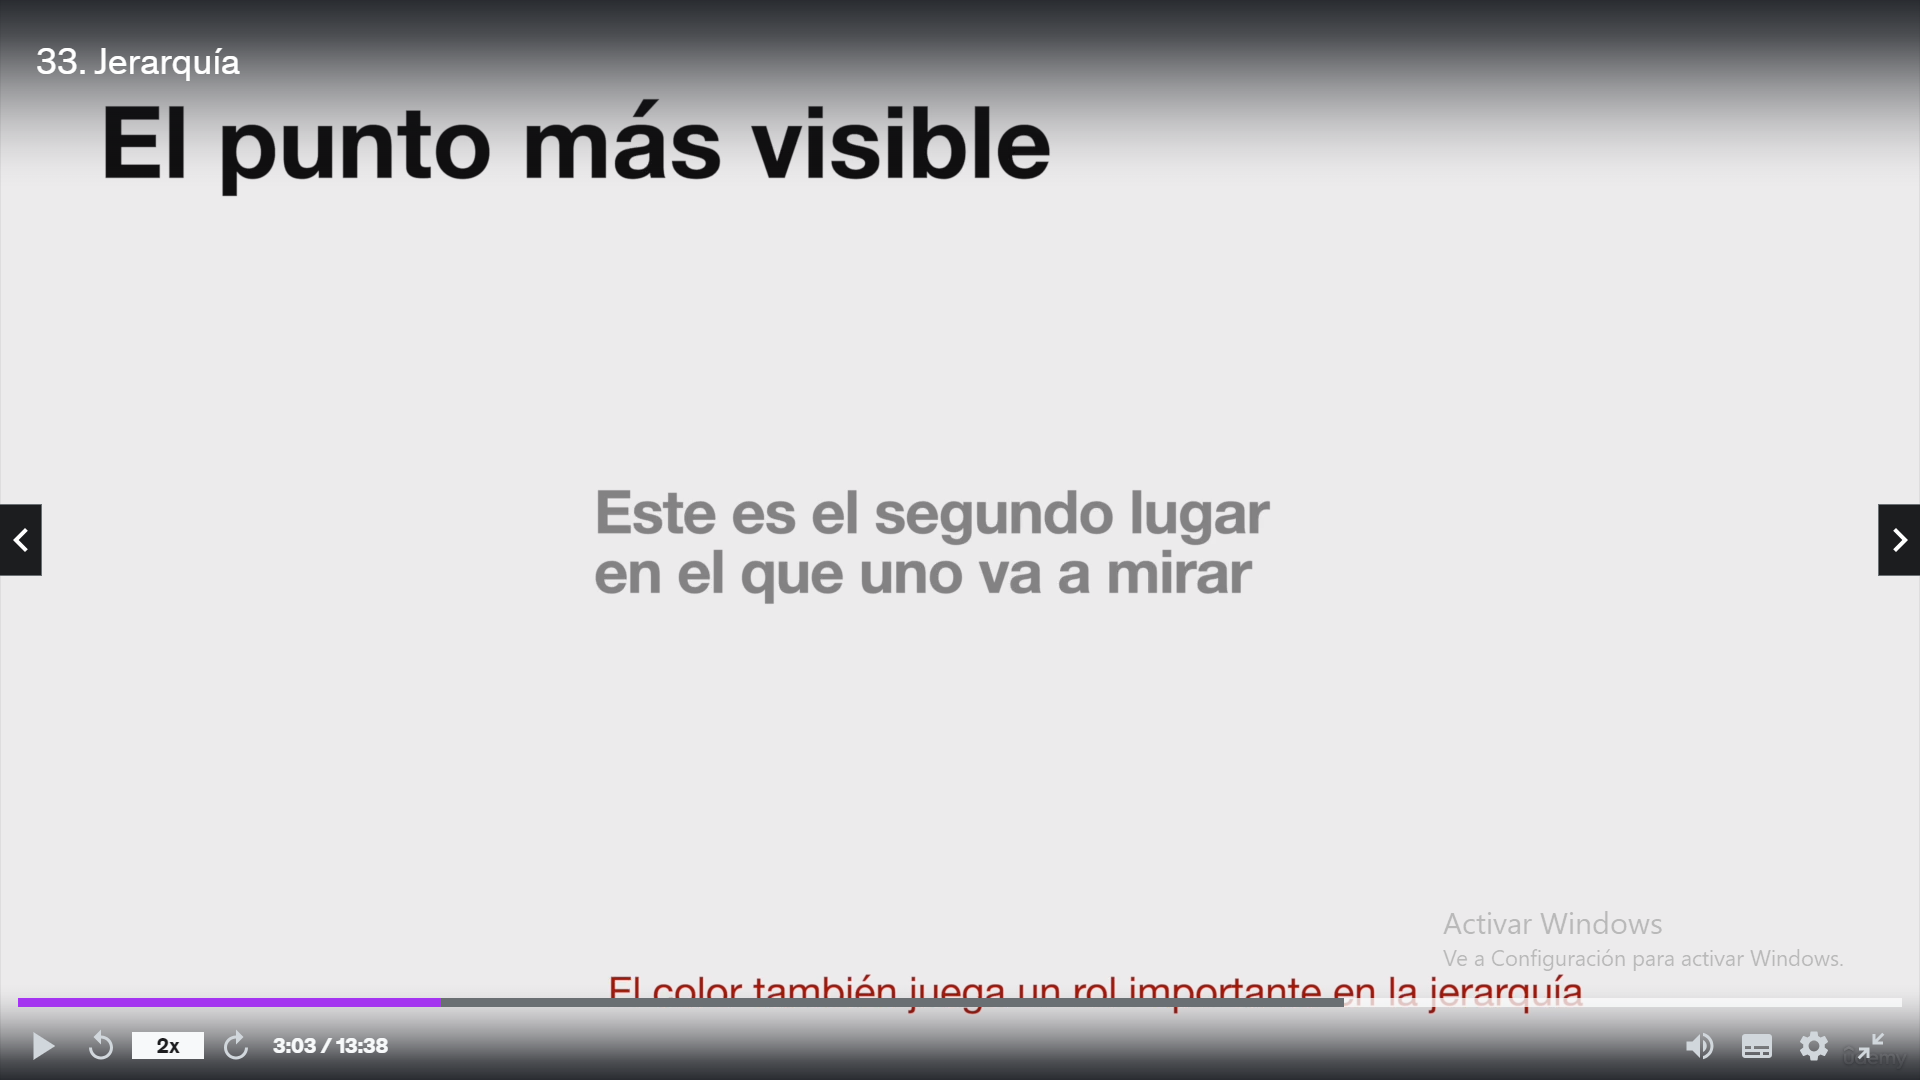 33. Jerarquía
El punto más visible
Este es el segundo lugar
en el que uno va a mirar
Activar Windows
Ve a Configuración para activar Windows.
El color también juega un rol importante en la jerarquía
2x
3:03 / 13:38
ûdemy